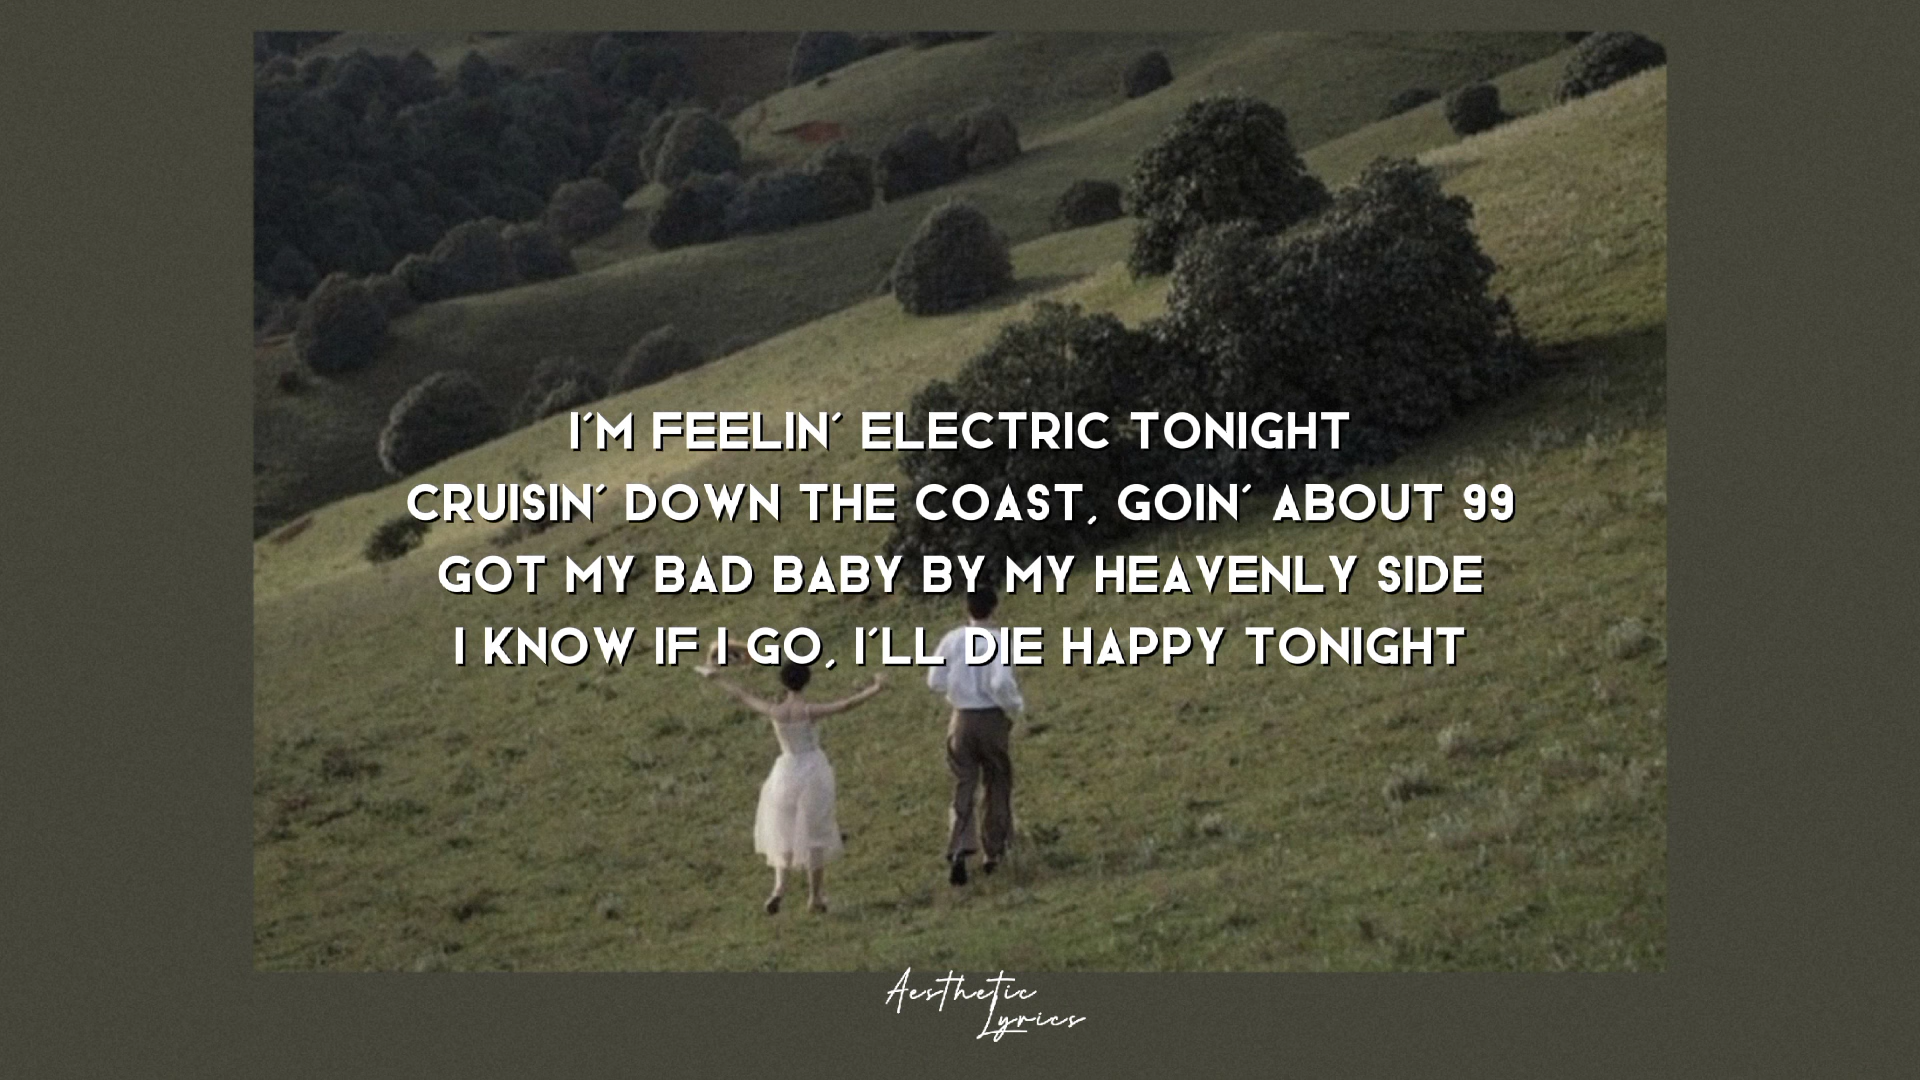 I'M FEELIN' ELECTRIC TONIGHT
CRUISIN' DOWN THE COAST, GOIN' ABOUT 99
GOT MY BAD BABY BY MY HEAVENLY SIDE
I KNOW IF I GO, I'LL DIE HAPPY TONIGHT
Aesthetic
Lyrics